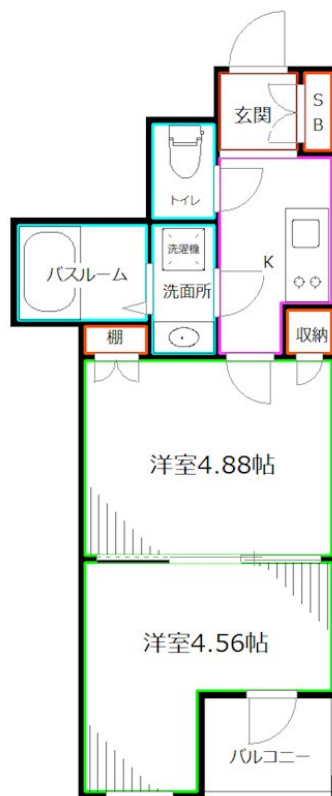 玄関
SB
トイレ
洗濯機
洗面所
バスルーム
K
棚
収納
洋室4.88帖
洋室4.56帖
バルコニー